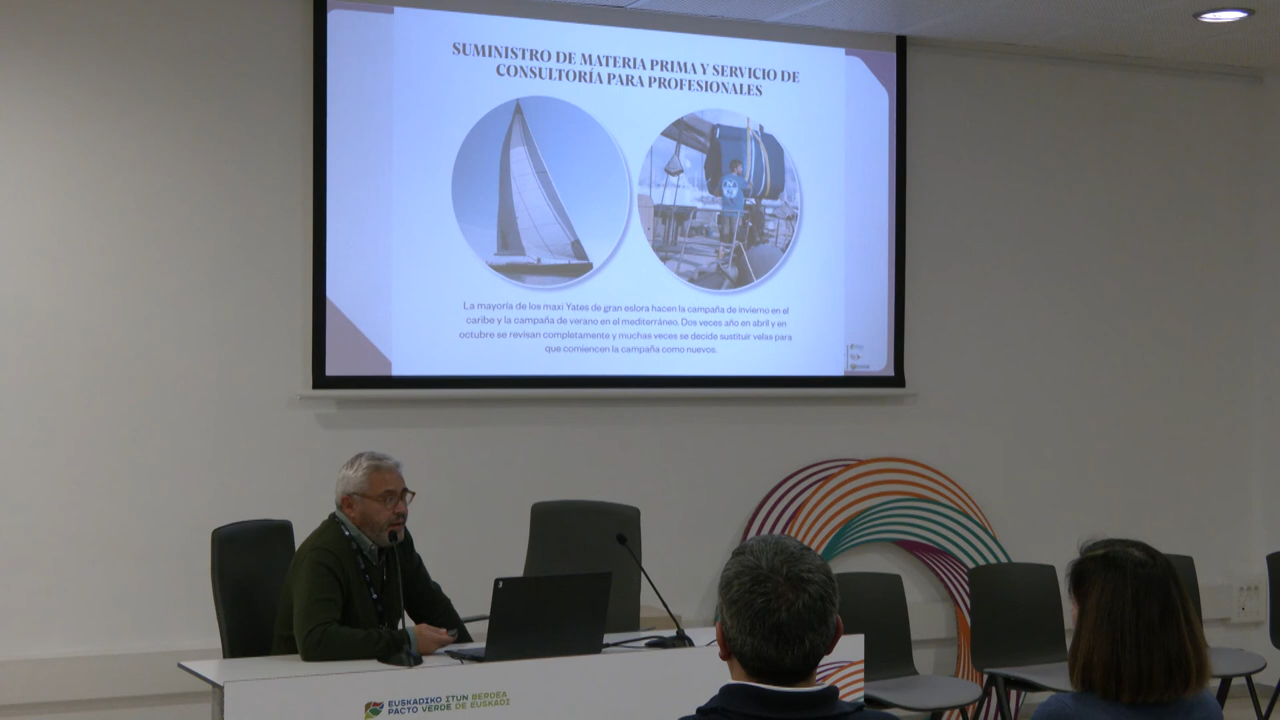 SUMINISTRO DE MATERIA PRIMA Y SERVICIO DE
CONSULTORÍA PARA PROFESIONALES
La mayoría de los maxi Yates de gran eslora hacen la campaña de invierno en el
caribe y la campaña de verano en el mediterráneo. Dos veces año en abril y en
octubre se revisan completamente y muchas veces se decide sustituir velas para
que comiencen la campaña como nuevos.
EUSKADIKO ITUN BERDEA
PACTO VERDE DE EUSKADI